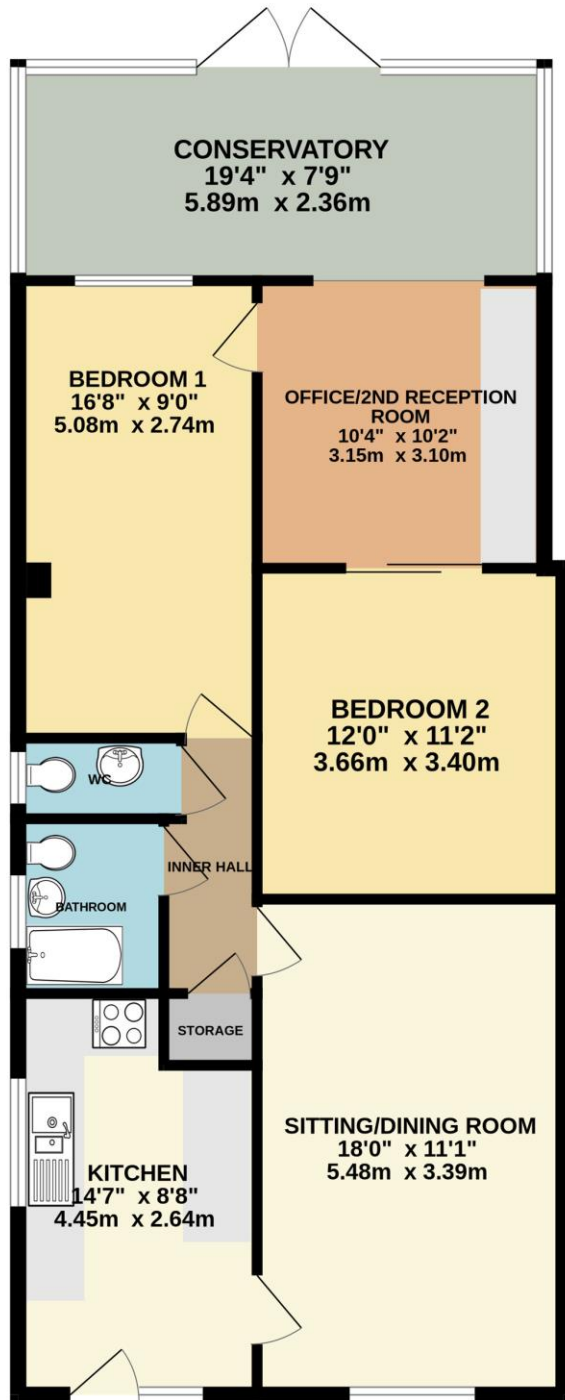 CONSERVATORY
19'4" x 7'9"
5.89m x 2.36m
BEDROOM 1
16'8" x 9'0"
5.08m x 2.74m
OFFICE/2ND RECEPTION
ROOM
10'4" x 10'2"
3.15m x 3.10m
BEDROOM 2
12'0" x 11'2"
3.66m x 3.40m
WC
INNER HALL
BATHROOM
STORAGE
SITTING/DINING ROOM
18'0" x 11'1"
5.48m x 3.39m
KITCHEN
14'7" x 8'8"
4.45m x 2.64m